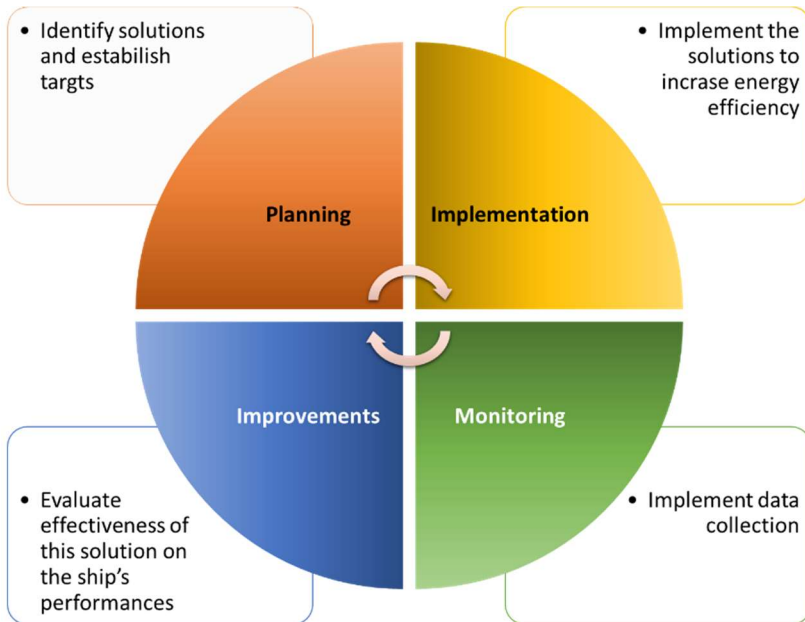 • Identify solutions
and estabilish
targts
• Implement the
solutions to
incrase energy
efficiency
Planning
Implementation
Improvements
Monitoring
• Evaluate
effectiveness of
this solution on
the ship's
performances
• Implement data
collection